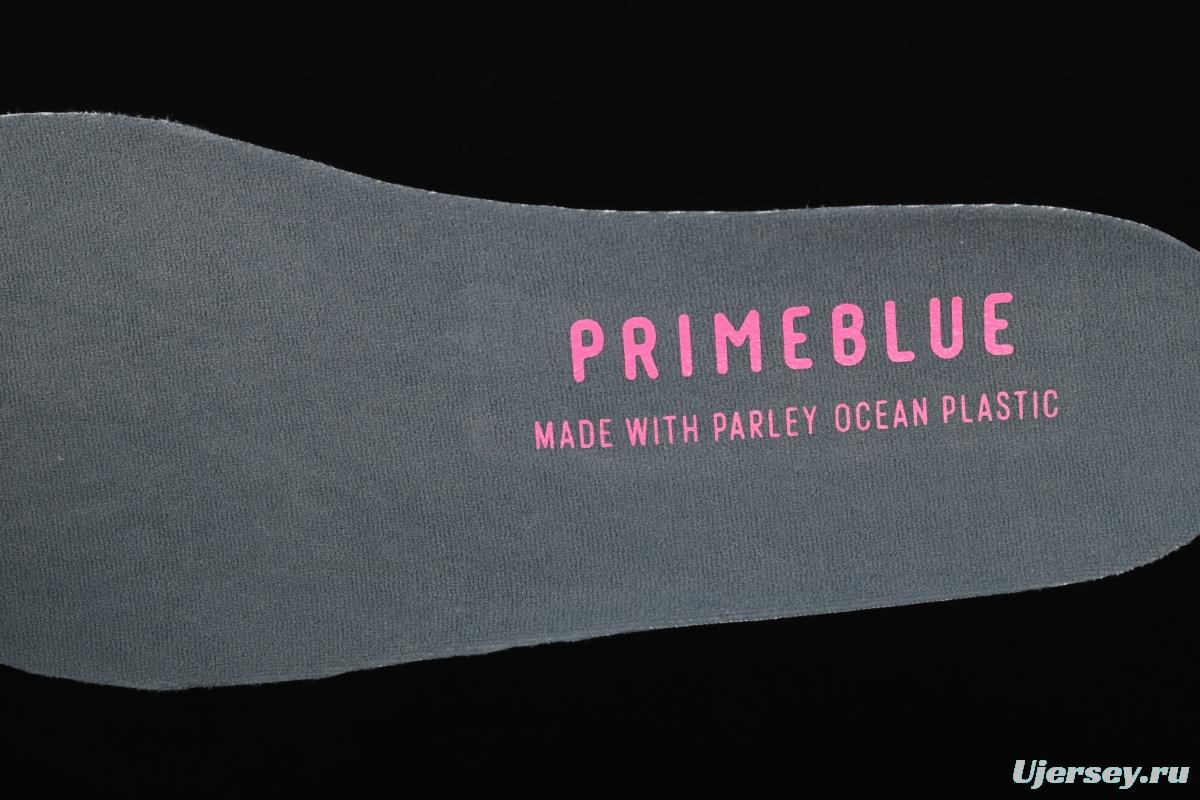 PRIMEBLUE
MADE WITH PARLEY OCEAN PLASTIC
Ujersey.ru